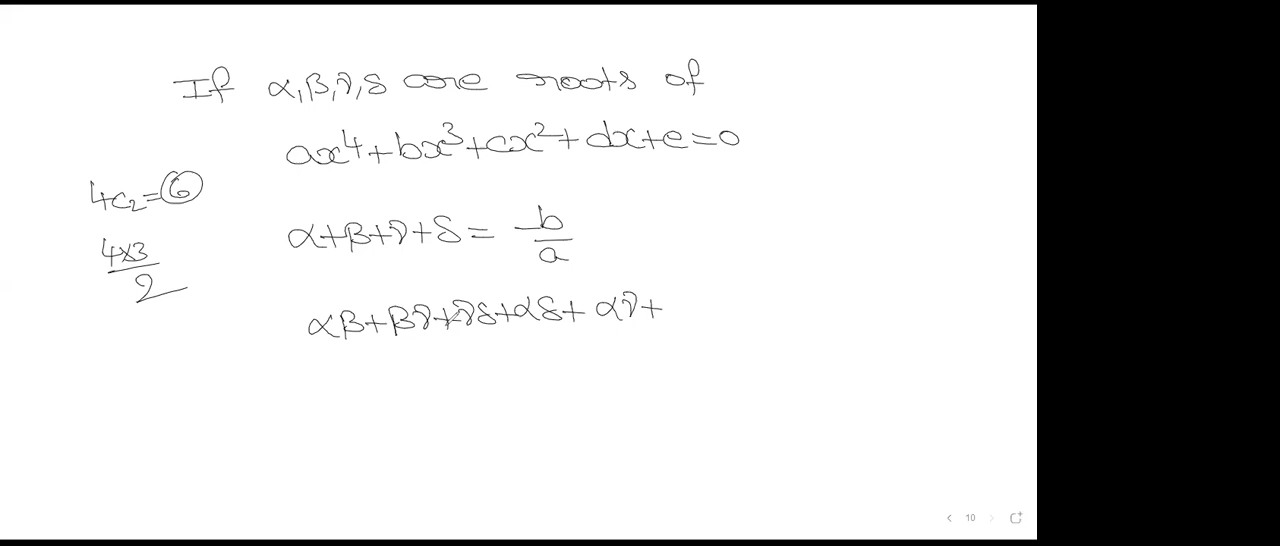 If α, β, γ, δ are roots of
ax⁴+bx³+cx²+dx+e=0
4c₂=6
4×3/2
α+β+γ+δ = -b/a
αβ+βγ+γδ+αδ+αγ+
10